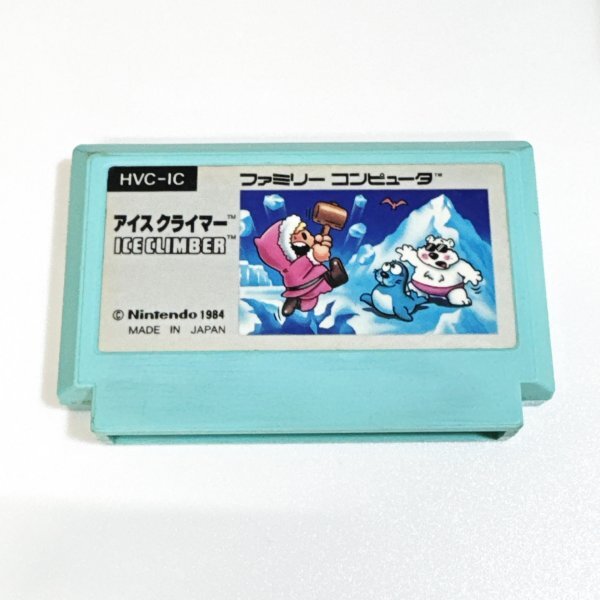 HVC-IC
ファミリー コンピュータ™
アイスクライマー™
ICE CLIMBER™
© Nintendo 1984
MADE IN JAPAN